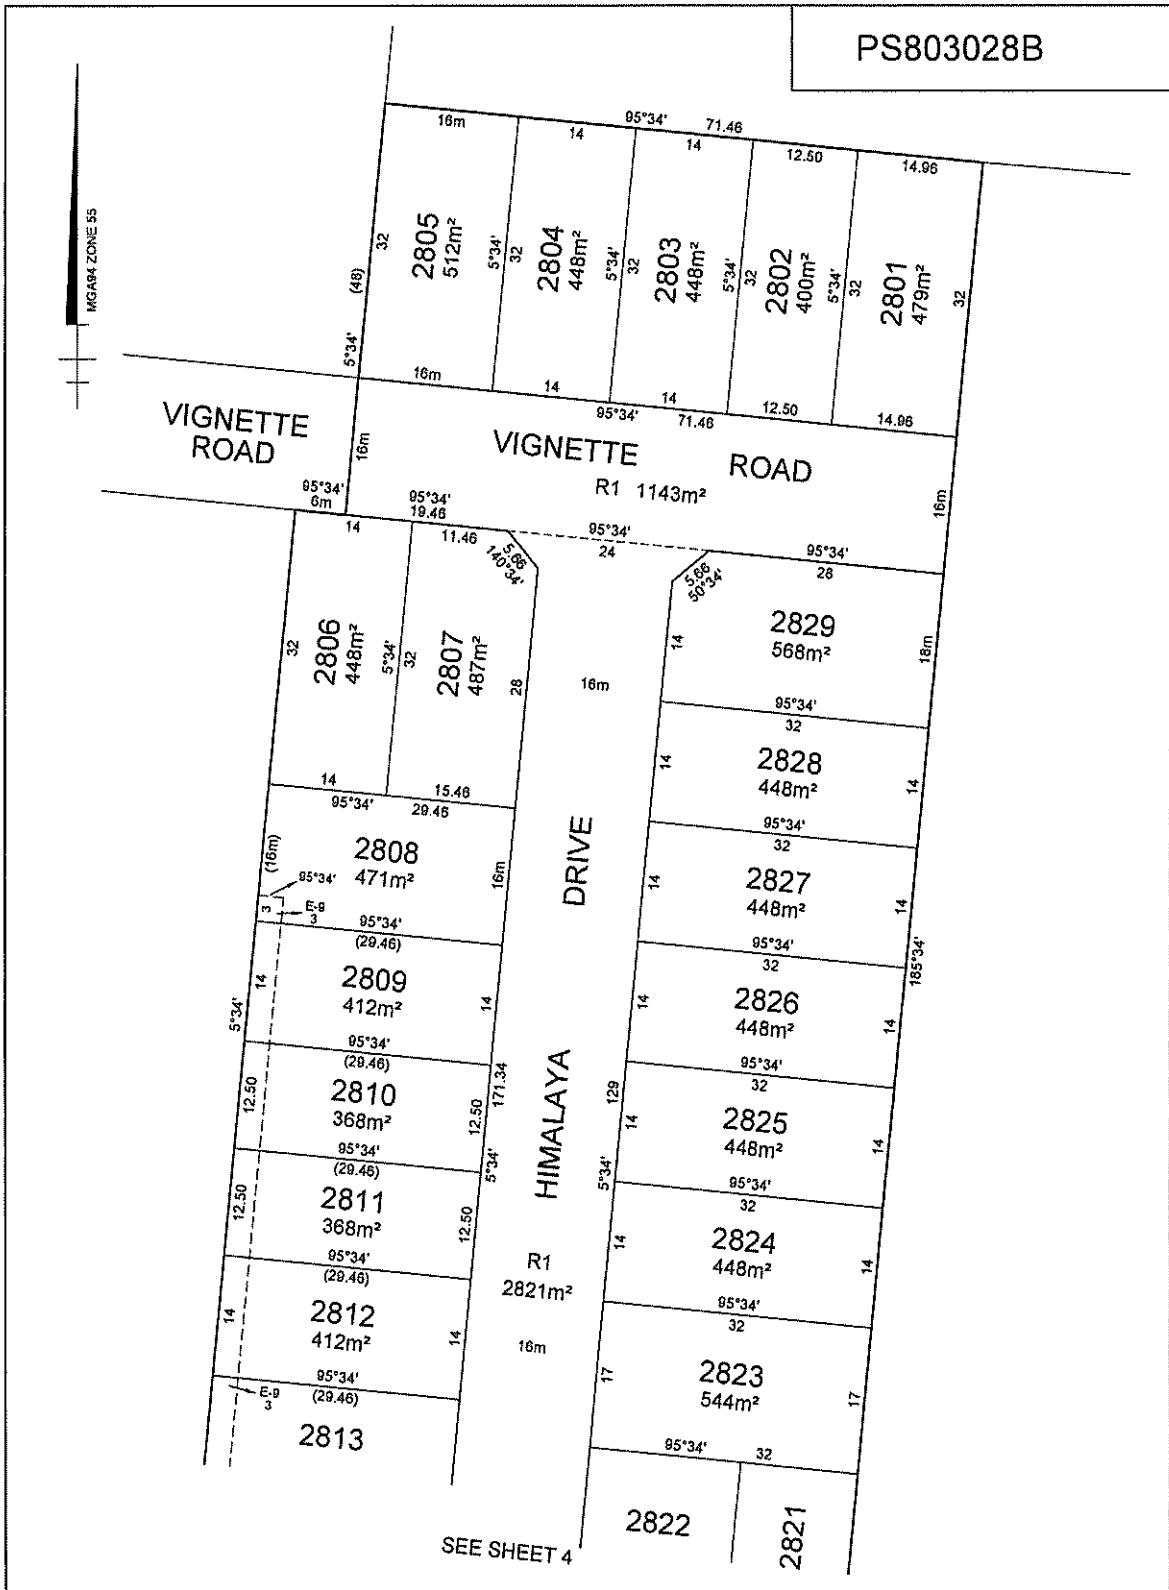 PS803028B
MGA94 ZONE 55
95°34'
71.46
16m
14
14
12.50
14.96
32
2805
512m²
5°34'
32
2804
448m²
5°34'
32
2803
448m²
5°34'
32
2802
400m²
5°34'
32
2801
479m²
32
(48)
5°34'
16m
14
14
12.50
14.96
95°34'
71.46
VIGNETTE
ROAD
16m
VIGNETTE ROAD
R1 1143m²
16m
95°34'
6m
95°34'
19.46
14
11.46
5.66
140°34'
95°34'
24
5.66
50°34'
95°34'
28
32
2806
448m²
5°34'
32
2807
487m²
28
16m
14
2829
568m²
18m
95°34'
32
14
2828
448m²
14
14
95°34'
15.46
29.46
95°34'
32
(16m)
2808
471m²
16m
95°34'
3
E-9
3
95°34'
(29.46)
DRIVE
14
2827
448m²
14
95°34'
32
185°34'
14
2809
412m²
14
5°34'
95°34'
(29.46)
14
2826
448m²
14
95°34'
32
12.50
2810
368m²
12.50
171.34
5°34'
95°34'
(29.46)
HIMALAYA
129
5°34'
14
2825
448m²
14
95°34'
32
12.50
2811
368m²
12.50
95°34'
(29.46)
R1
2821m²
14
2824
448m²
14
95°34'
32
14
2812
412m²
14
16m
95°34'
(29.46)
E-9
3
17
2823
544m²
17
2813
95°34'
32
2822
2821
SEE SHEET 4